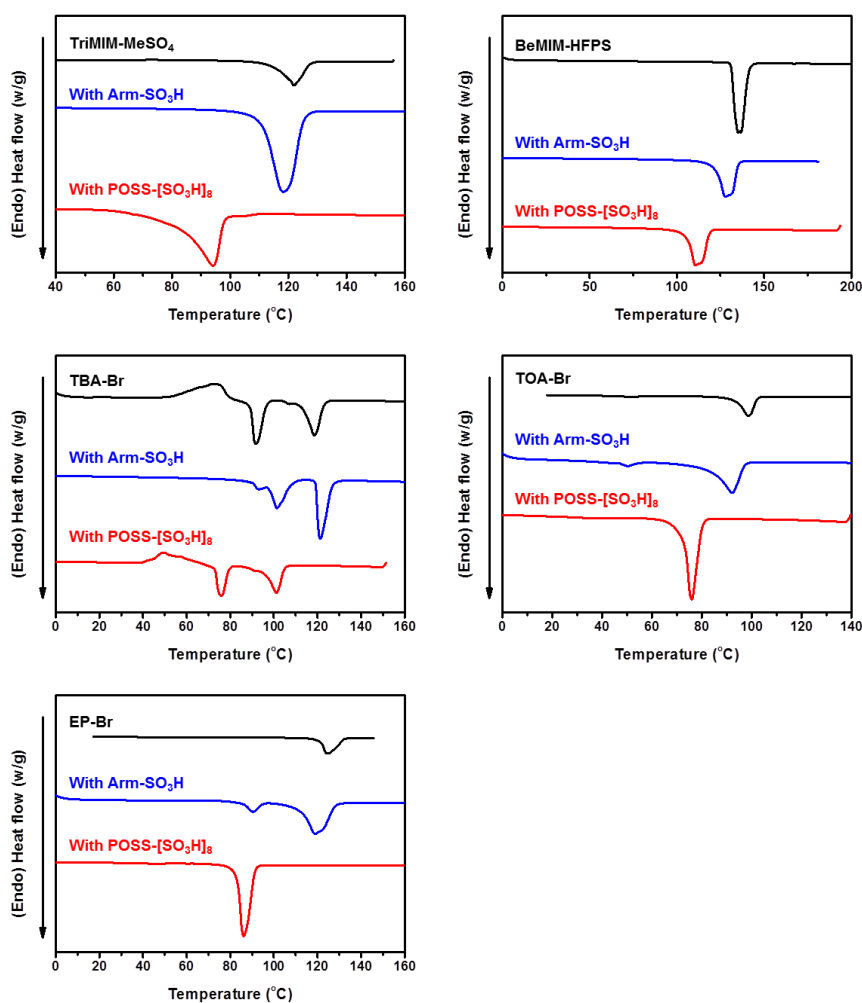 (Endo) Heat flow (w/g)
TriMIM-MeSO₄
With Arm-SO₃H
With POSS-[SO₃H]₈
40 60 80 100 120 140 160
Temperature (°C)
(Endo) Heat flow (w/g)
BeMIM-HFPS
With Arm-SO₃H
With POSS-[SO₃H]₈
0 50 100 150 200
Temperature (°C)
(Endo) Heat flow (w/g)
TBA-Br
With Arm-SO₃H
With POSS-[SO₃H]₈
0 20 40 60 80 100 120 140 160
Temperature (°C)
(Endo) Heat flow (w/g)
TOA-Br
With Arm-SO₃H
With POSS-[SO₃H]₈
0 20 40 60 80 100 120 140
Temperature (°C)
(Endo) Heat flow (w/g)
EP-Br
With Arm-SO₃H
With POSS-[SO₃H]₈
0 20 40 60 80 100 120 140 160
Temperature (°C)